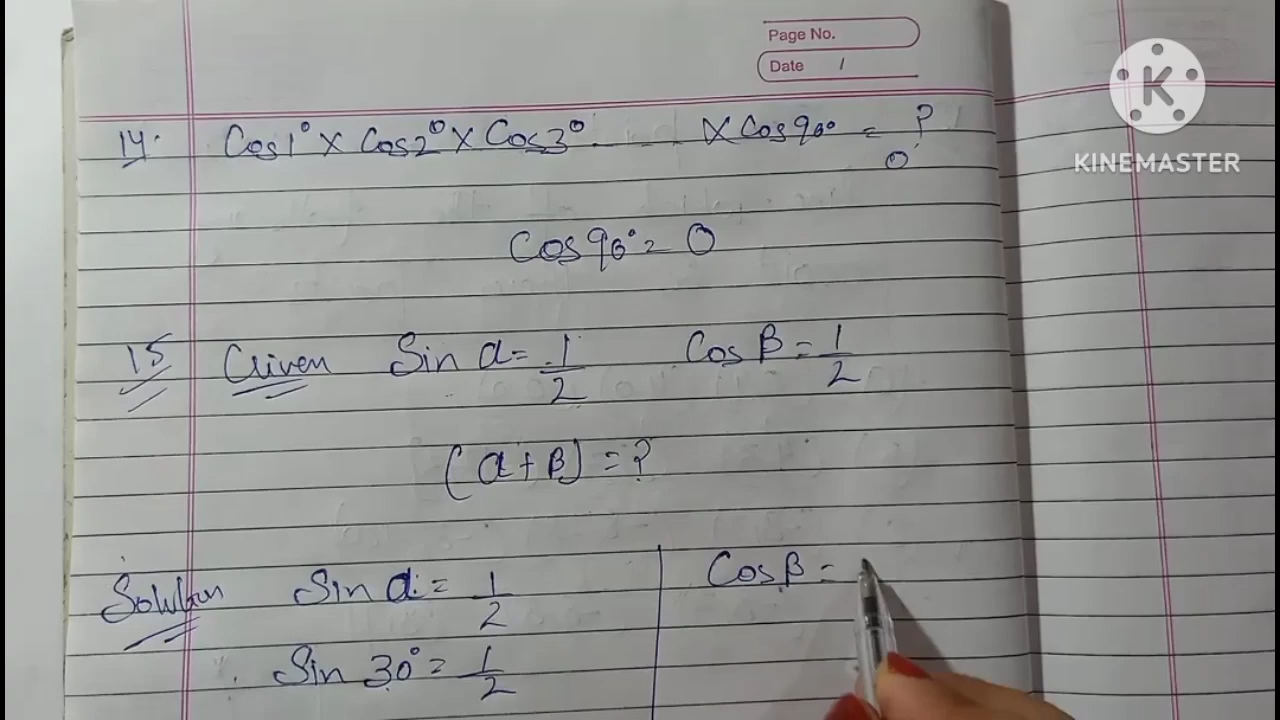 Page No.
Date /
KINEMASTER
14. Cos1° × Cos2° × Cos3° ..... × Cos90° = ?
0
Cos90° = 0
15 Given Sin α = 1/2 Cos β = 1/2
(α + β) = ?
Solution Sin α = 1/2 Cos β =
Sin 30° = 1/2